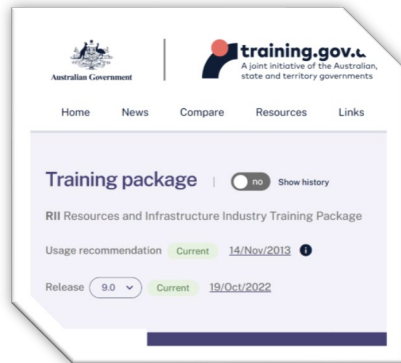 Australian Government
training.gov.
A joint initiative of the Australian,
state and territory governments
Home News Compare Resources Links
Training package | no Show history
RII Resources and Infrastructure Industry Training Package
Usage recommendation Current 14/Nov/2013
Release 9.0 Current 19/Oct/2022